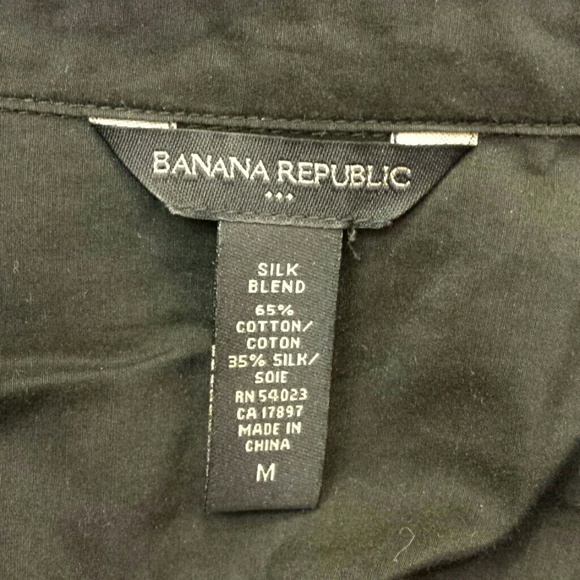 BANANA REPUBLIC
SILK
BLEND
65%
COTTON/
COTON
35% SILK/
SOIE
RN 54023
CA 17897
MADE IN
CHINA
M